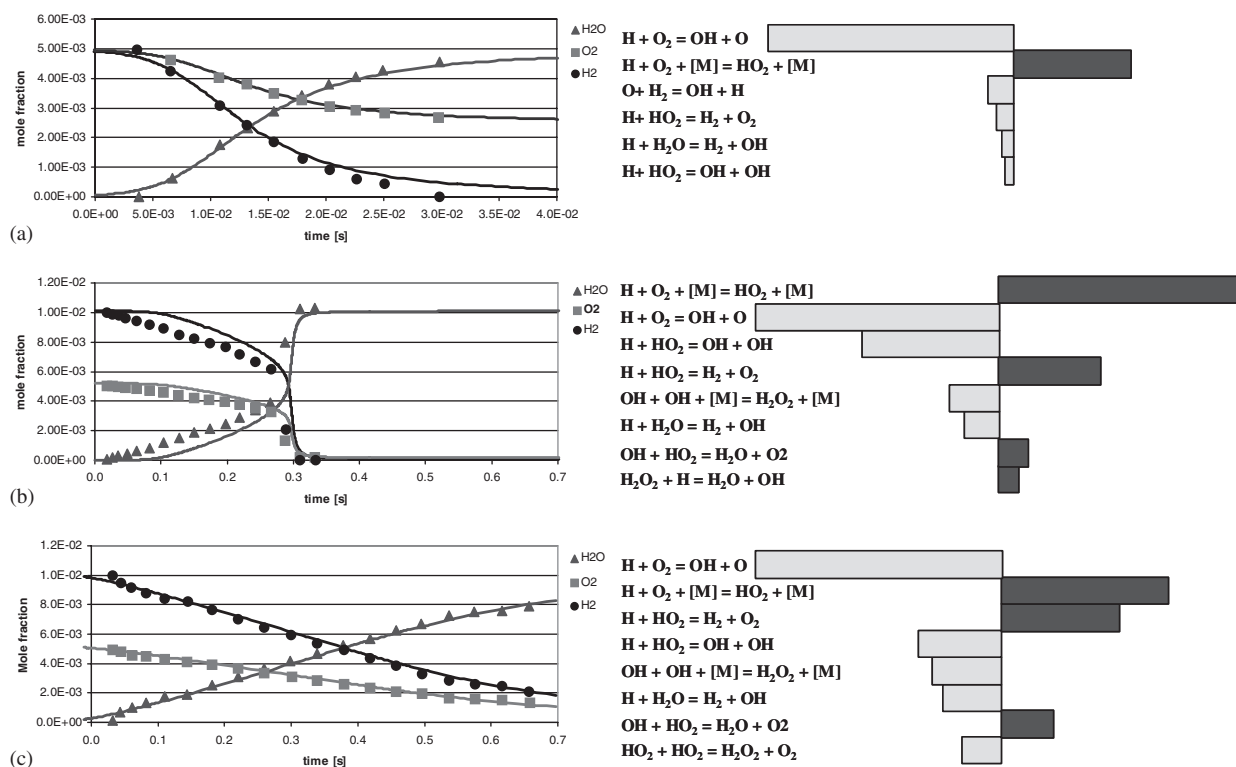 6.00E-03
5.00E-03
4.00E-03
3.00E-03
2.00E-03
1.00E-03
0.00E+00
mole fraction
0.0E+00 5.0E-03 1.0E-02 1.5E-02 2.0E-02 2.5E-02 3.0E-02 3.5E-02 4.0E-02
time [s]
H2O
O2
H2
(a)
H + O₂ = OH + O
H + O₂ + [M] = HO₂ + [M]
O+ H₂ = OH + H
H+ HO₂ = H₂ + O₂
H + H₂O = H₂ + OH
H+ HO₂ = OH + OH
1.20E-02
1.00E-02
8.00E-03
6.00E-03
4.00E-03
2.00E-03
0.00E+00
mole fraction
0.0 0.1 0.2 0.3 0.4 0.5 0.6 0.7
time [s]
H2O
O2
H2
(b)
H + O₂ + [M] = HO₂ + [M]
H + O₂ = OH + O
H + HO₂ = OH + OH
H + HO₂ = H₂ + O₂
OH + OH + [M] = H₂O₂ + [M]
H + H₂O = H₂ + OH
OH + HO₂ = H₂O + O2
H₂O₂ + H = H₂O + OH
1.2E-02
1.0E-02
8.0E-03
6.0E-03
4.0E-03
2.0E-03
0.0E+00
Mole fraction
0.0 0.1 0.2 0.3 0.4 0.5 0.6 0.7
time [s]
H2O
O2
H2
(c)
H + O₂ = OH + O
H + O₂ + [M] = HO₂ + [M]
H + HO₂ = H₂ + O₂
H + HO₂ = OH + OH
OH + OH + [M] = H₂O₂ + [M]
H + H₂O = H₂ + OH
OH + HO₂ = H₂O + O2
HO₂ + HO₂ = H₂O₂ + O₂